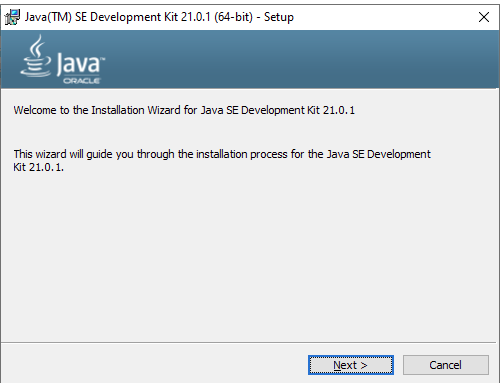 Java(TM) SE Development Kit 21.0.1 (64-bit) - Setup
Java™
ORACLE
Welcome to the Installation Wizard for Java SE Development Kit 21.0.1
This wizard will guide you through the installation process for the Java SE Development
Kit 21.0.1.
Next >
Cancel